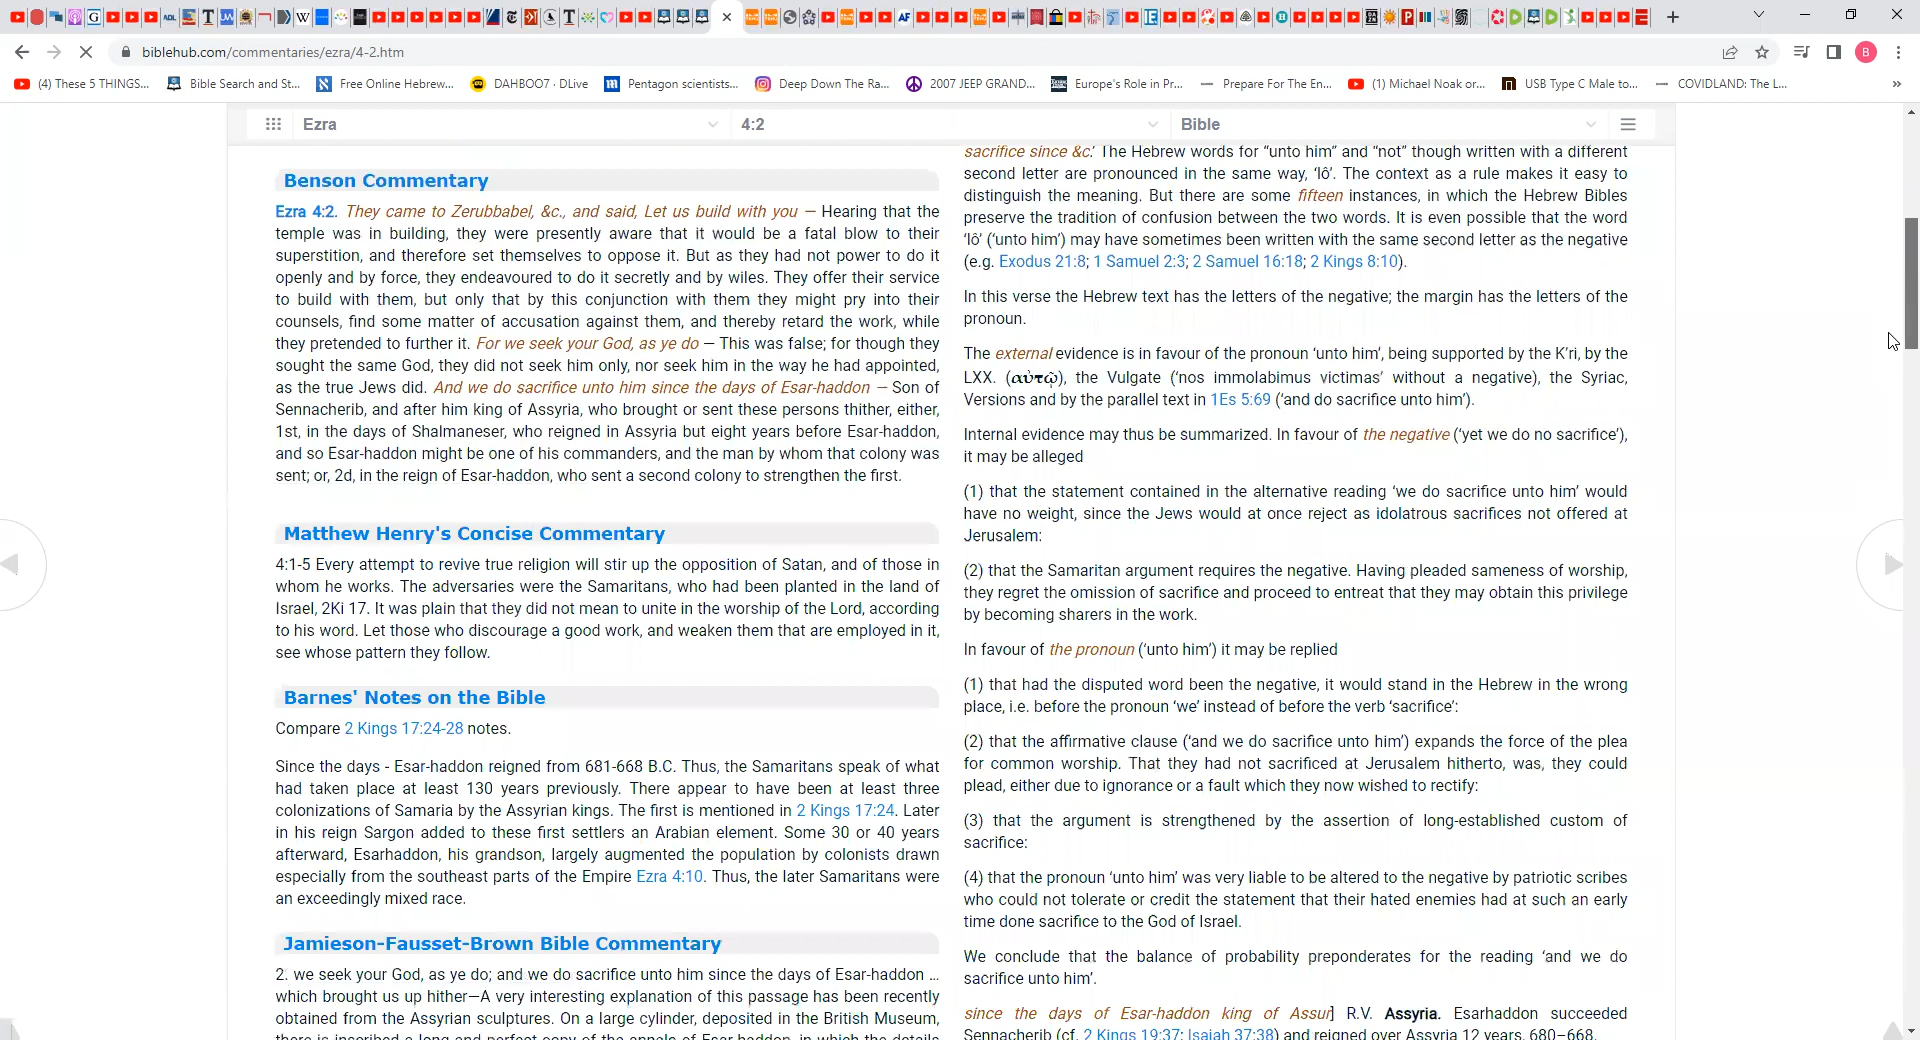 biblehub.com/commentaries/ezra/4-2.htm
B
(4) These 5 THINGS...
Bible Search and St...
Free Online Hebrew...
DAHBOO7 · DLive
Pentagon scientists...
Deep Down The Ra...
2007 JEEP GRAND...
Europe's Role in Pr...
Prepare For The En...
(1) Michael Noak or...
USB Type C Male to...
COVIDLAND: The L...
Ezra
4:2
Bible
Benson Commentary
Ezra 4:2. They came to Zerubbabel, &c., and said, Let us build with you — Hearing that the
temple was in building, they were presently aware that it would be a fatal blow to their
superstition, and therefore set themselves to oppose it. But as they had not power to do it
openly and by force, they endeavoured to do it secretly and by wiles. They offer their service
to build with them, but only that by this conjunction with them they might pry into their
counsels, find some matter of accusation against them, and thereby retard the work, while
they pretended to further it. For we seek your God, as ye do — This was false; for though they
sought the same God, they did not seek him only, nor seek him in the way he had appointed,
as the true Jews did. And we do sacrifice unto him since the days of Esar-haddon — Son of
Sennacherib, and after him king of Assyria, who brought or sent these persons thither, either,
1st, in the days of Shalmaneser, who reigned in Assyria but eight years before Esar-haddon,
and so Esar-haddon might be one of his commanders, and the man by whom that colony was
sent; or, 2d, in the reign of Esar-haddon, who sent a second colony to strengthen the first.
Matthew Henry's Concise Commentary
4:1-5 Every attempt to revive true religion will stir up the opposition of Satan, and of those in
whom he works. The adversaries were the Samaritans, who had been planted in the land of
Israel, 2Ki 17. It was plain that they did not mean to unite in the worship of the Lord, according
to his word. Let those who discourage a good work, and weaken them that are employed in it,
see whose pattern they follow.
Barnes' Notes on the Bible
Compare 2 Kings 17:24-28 notes.
Since the days - Esar-haddon reigned from 681-668 B.C. Thus, the Samaritans speak of what
had taken place at least 130 years previously. There appear to have been at least three
colonizations of Samaria by the Assyrian kings. The first is mentioned in 2 Kings 17:24. Later
in his reign Sargon added to these first settlers an Arabian element. Some 30 or 40 years
afterward, Esarhaddon, his grandson, largely augmented the population by colonists drawn
especially from the southeast parts of the Empire Ezra 4:10. Thus, the later Samaritans were
an exceedingly mixed race.
Jamieson-Fausset-Brown Bible Commentary
2. we seek your God, as ye do; and we do sacrifice unto him since the days of Esar-haddon ...
which brought us up hither—A very interesting explanation of this passage has been recently
obtained from the Assyrian sculptures. On a large cylinder, deposited in the British Museum,
there is inscribed a long and perfect copy of the annals of Esar-haddon, in which the details
sacrifice since &c.' The Hebrew words for “unto him” and “not” though written with a different
second letter are pronounced in the same way, ‘lô’. The context as a rule makes it easy to
distinguish the meaning. But there are some fifteen instances, in which the Hebrew Bibles
preserve the tradition of confusion between the two words. It is even possible that the word
‘lô’ (‘unto him’) may have sometimes been written with the same second letter as the negative
(e.g. Exodus 21:8; 1 Samuel 2:3; 2 Samuel 16:18; 2 Kings 8:10).
In this verse the Hebrew text has the letters of the negative; the margin has the letters of the
pronoun.
The external evidence is in favour of the pronoun ‘unto him’, being supported by the K’ri, by the
LXX. (αὐτῷ), the Vulgate (‘nos immolabimus victimas’ without a negative), the Syriac,
Versions and by the parallel text in 1Es 5:69 (‘and do sacrifice unto him’).
Internal evidence may thus be summarized. In favour of the negative (‘yet we do no sacrifice’),
it may be alleged
(1) that the statement contained in the alternative reading ‘we do sacrifice unto him’ would
have no weight, since the Jews would at once reject as idolatrous sacrifices not offered at
Jerusalem:
(2) that the Samaritan argument requires the negative. Having pleaded sameness of worship,
they regret the omission of sacrifice and proceed to entreat that they may obtain this privilege
by becoming sharers in the work.
In favour of the pronoun (‘unto him’) it may be replied
(1) that had the disputed word been the negative, it would stand in the Hebrew in the wrong
place, i.e. before the pronoun ‘we’ instead of before the verb ‘sacrifice’:
(2) that the affirmative clause (‘and we do sacrifice unto him’) expands the force of the plea
for common worship. That they had not sacrificed at Jerusalem hitherto, was, they could
plead, either due to ignorance or a fault which they now wished to rectify:
(3) that the argument is strengthened by the assertion of long-established custom of
sacrifice:
(4) that the pronoun ‘unto him’ was very liable to be altered to the negative by patriotic scribes
who could not tolerate or credit the statement that their hated enemies had at such an early
time done sacrifice to the God of Israel.
We conclude that the balance of probability preponderates for the reading ‘and we do
sacrifice unto him’.
since the days of Esar-haddon king of Assur] R.V. Assyria. Esarhaddon succeeded
Sennacherib (cf. 2 Kings 19:37; Isaiah 37:38) and reigned over Assyria 12 years, 680–668.